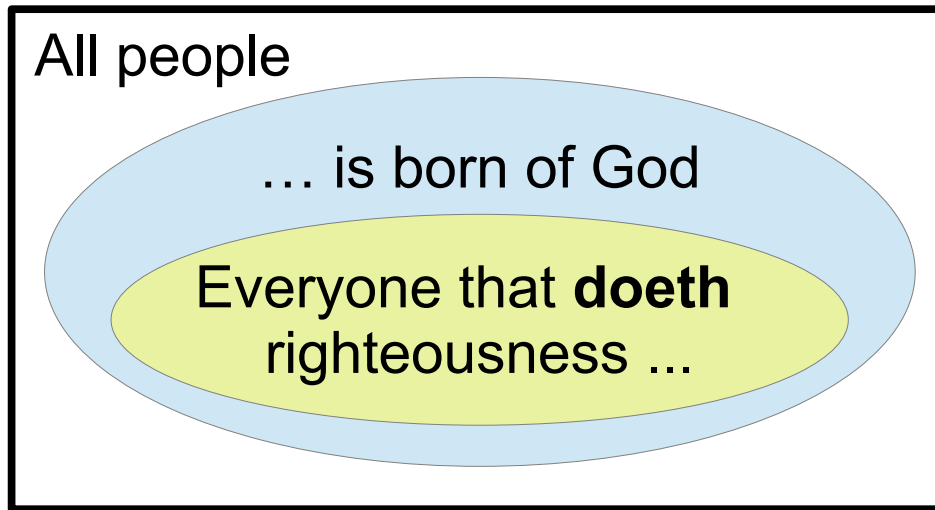 All people
… is born of God
Everyone that doeth
righteousness ...